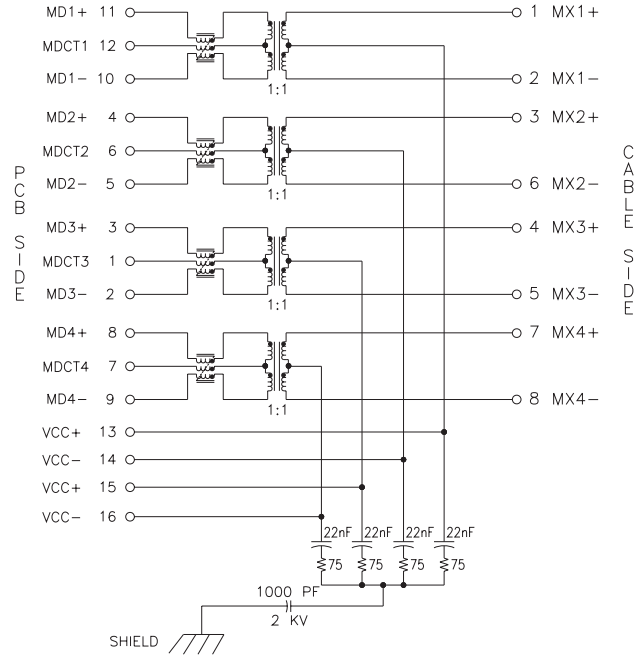 MD1+ 11 1 MX1+
MDCT1 12
MD1- 10 2 MX1-
1:1
MD2+ 4 3 MX2+
MDCT2 6
MD2- 5 6 MX2-
1:1
PCB SIDE
CABLE SIDE
MD3+ 3 4 MX3+
MDCT3 1
MD3- 2 5 MX3-
1:1
MD4+ 8 7 MX4+
MDCT4 7
MD4- 9 8 MX4-
1:1
VCC+ 13
VCC- 14
VCC+ 15
VCC- 16
22nF 22nF 22nF 22nF
75 75 75 75
1000 PF
2 KV
SHIELD